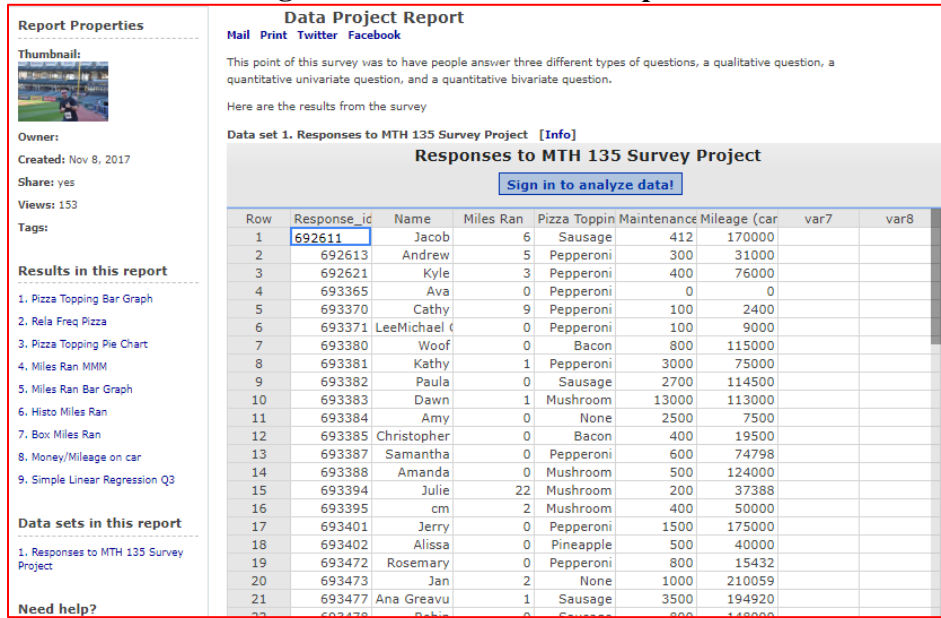 Report Properties
Thumbnail:
Owner:
Created: Nov 8, 2017
Share: yes
Views: 153
Tags:
Results in this report
1. Pizza Topping Bar Graph
2. Rela Freq Pizza
3. Pizza Topping Pie Chart
4. Miles Ran MMM
5. Miles Ran Bar Graph
6. Histo Miles Ran
7. Box Miles Ran
8. Money/Mileage on car
9. Simple Linear Regression Q3
Data sets in this report
1. Responses to MTH 135 Survey
Project
Need help?
Data Project Report
Mail Print Twitter Facebook
This point of this survey was to have people answer three different types of questions, a qualitative question, a
quantitative univariate question, and a quantitative bivariate question.
Here are the results from the survey
Data set 1. Responses to MTH 135 Survey Project [Info]
Responses to MTH 135 Survey Project
Sign in to analyze data!
Row Response_id Name Miles Ran Pizza Toppin Maintenance Mileage (car var7 var8
1 692611 Jacob 6 Sausage 412 170000
2 692613 Andrew 5 Pepperoni 300 31000
3 692621 Kyle 3 Pepperoni 400 76000
4 693365 Ava 0 Pepperoni 0 0
5 693370 Cathy 9 Pepperoni 100 2400
6 693371 LeeMichael 0 Pepperoni 100 9000
7 693380 Woof 0 Bacon 800 115000
8 693381 Kathy 1 Pepperoni 3000 75000
9 693382 Paula 0 Sausage 2700 114500
10 693383 Dawn 1 Mushroom 13000 113000
11 693384 Amy 0 None 2500 7500
12 693385 Christopher 0 Bacon 400 19500
13 693387 Samantha 0 Pepperoni 600 74798
14 693388 Amanda 0 Mushroom 500 124000
15 693394 Julie 22 Mushroom 200 37388
16 693395 cm 2 Mushroom 400 50000
17 693401 Jerry 0 Pepperoni 1500 175000
18 693402 Alissa 0 Pineapple 500 40000
19 693472 Rosemary 0 Pepperoni 800 15432
20 693473 Jan 2 None 1000 210059
21 693477 Ana Greavu 1 Sausage 3500 194920